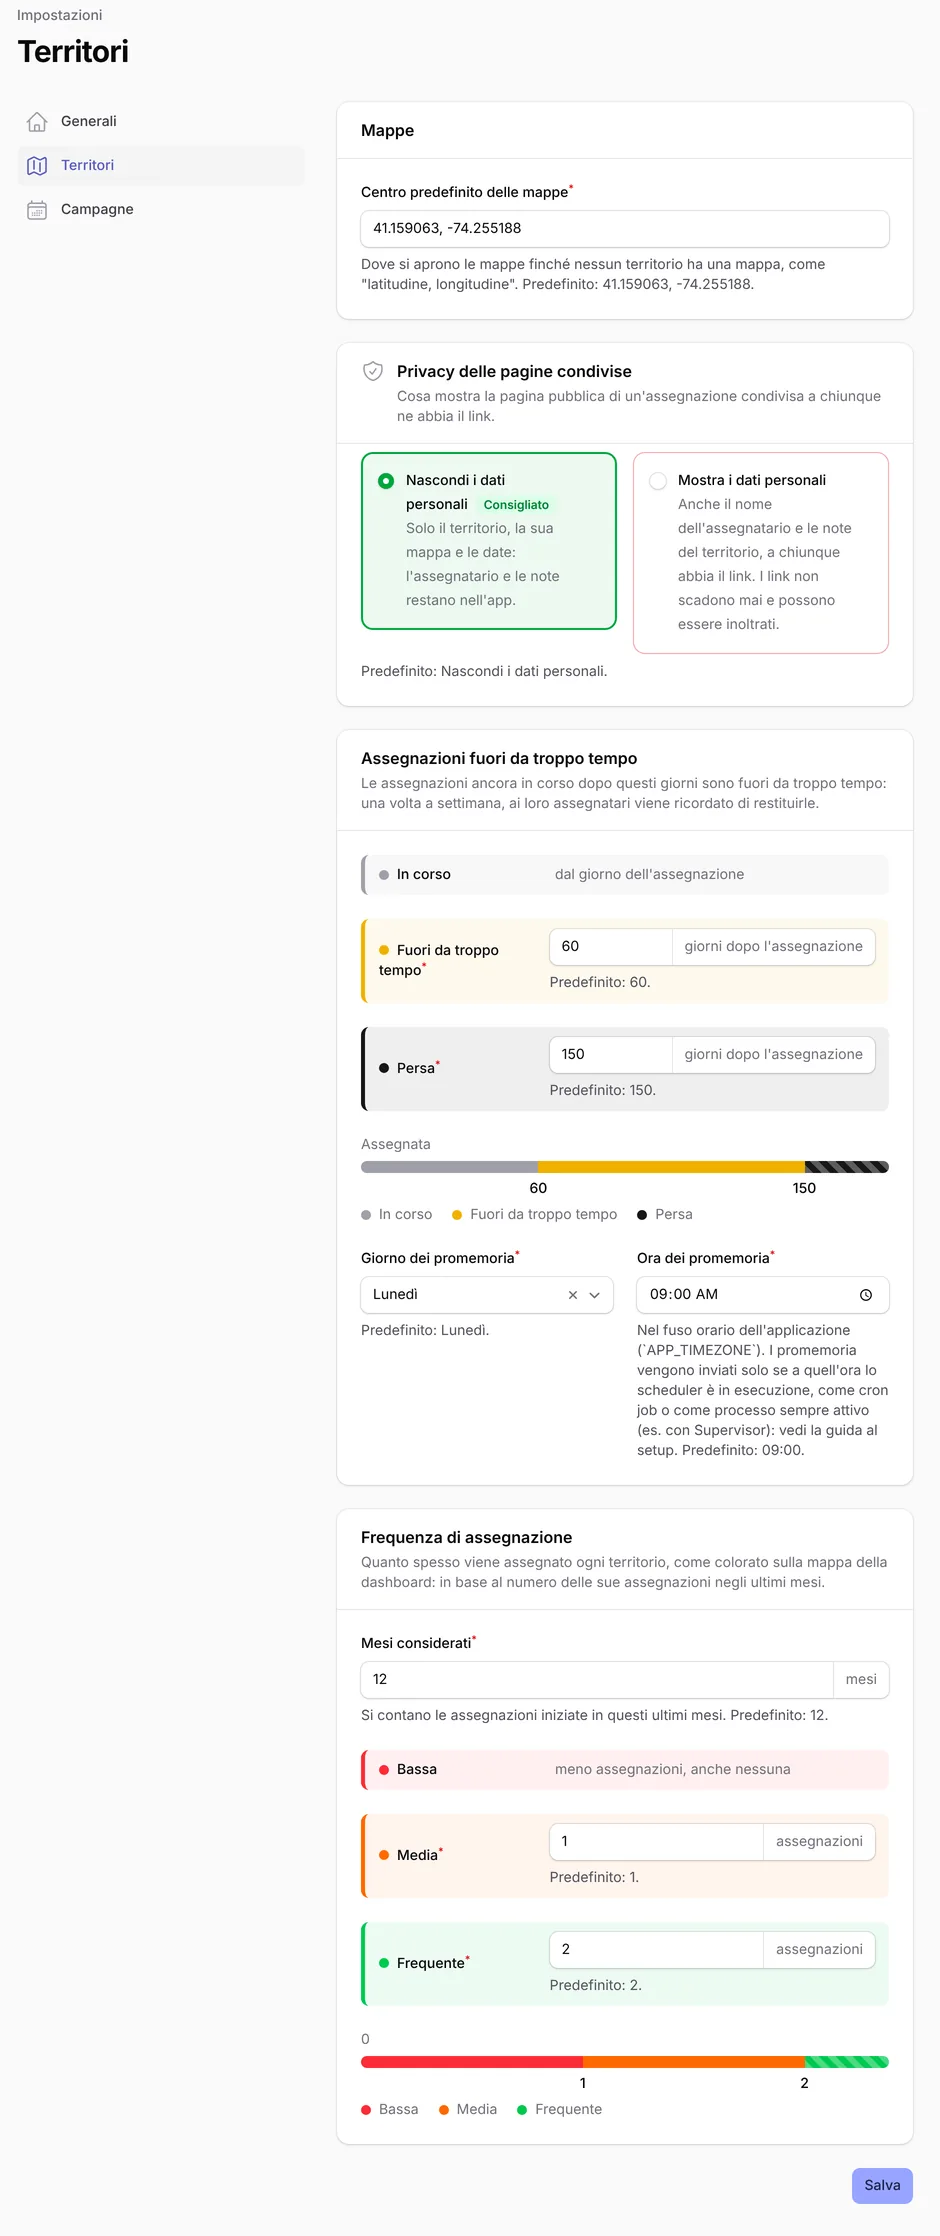 Impostazioni
Territori
Generali
Territori
Campagne
Mappe
Centro predefinito delle mappe*
41.159063, -74.255188
Dove si aprono le mappe finché nessun territorio ha una mappa, come
"latitudine, longitudine". Predefinito: 41.159063, -74.255188.
Privacy delle pagine condivise
Cosa mostra la pagina pubblica di un'assegnazione condivisa a chiunque
ne abbia il link.
Nascondi i dati
personali Consigliato
Solo il territorio, la sua
mappa e le date:
l'assegnatario e le note
restano nell'app.
Mostra i dati personali
Anche il nome
dell'assegnatario e le note
del territorio, a chiunque
abbia il link. I link non
scadono mai e possono
essere inoltrati.
Predefinito: Nascondi i dati personali.
Assegnazioni fuori da troppo tempo
Le assegnazioni ancora in corso dopo questi giorni sono fuori da troppo tempo:
una volta a settimana, ai loro assegnatari viene ricordato di restituirle.
In corso dal giorno dell'assegnazione
Fuori da troppo
tempo*
60 giorni dopo l'assegnazione
Predefinito: 60.
Persa*
150 giorni dopo l'assegnazione
Predefinito: 150.
Assegnata
60 150
In corso Fuori da troppo tempo Persa
Giorno dei promemoria*
Lunedì
Predefinito: Lunedì.
Ora dei promemoria*
09:00 AM
Nel fuso orario dell'applicazione
(`APP_TIMEZONE`). I promemoria
vengono inviati solo se a quell'ora lo
scheduler è in esecuzione, come cron
job o come processo sempre attivo
(es. con Supervisor): vedi la guida al
setup. Predefinito: 09:00.
Frequenza di assegnazione
Quanto spesso viene assegnato ogni territorio, come colorato sulla mappa della
dashboard: in base al numero delle sue assegnazioni negli ultimi mesi.
Mesi considerati*
12 mesi
Si contano le assegnazioni iniziate in questi ultimi mesi. Predefinito: 12.
Bassa meno assegnazioni, anche nessuna
Media*
1 assegnazioni
Predefinito: 1.
Frequente*
2 assegnazioni
Predefinito: 2.
0
1 2
Bassa Media Frequente
Salva